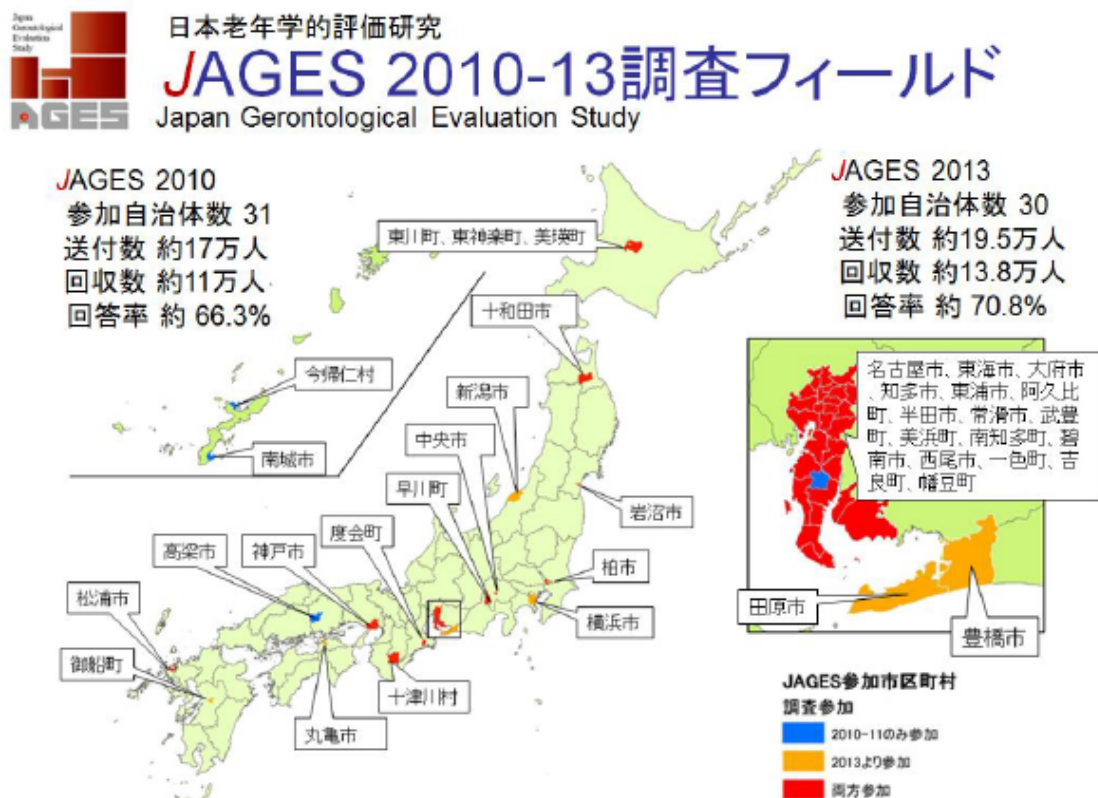 Japan
Gerontological
Evaluation
Study
AGES
日本老年学的評価研究
JAGES 2010-13調査フィールド
Japan Gerontological Evaluation Study
JAGES 2010
参加自治体数 31
送付数 約17万人
回収数 約11万人
回答率 約 66.3%
JAGES 2013
参加自治体数 30
送付数 約19.5万人
回収数 約13.8万人
回答率 約 70.8%
東川町、東神楽町、美瑛町
十和田市
今帰仁村
新潟市
中央市
南城市
早川町
岩沼市
度会町
高梁市
神戸市
柏市
松浦市
横浜市
御船町
十津川村
丸亀市
名古屋市、東海市、大府市
、知多市、東浦市、阿久比
町、半田市、常滑市、武豊
町、美浜町、南知多町、碧
南市、西尾市、一色町、吉
良町、幡豆町
田原市
豊橋市
JAGES参加市区町村
調査参加
2010-11のみ参加
2013より参加
両方参加